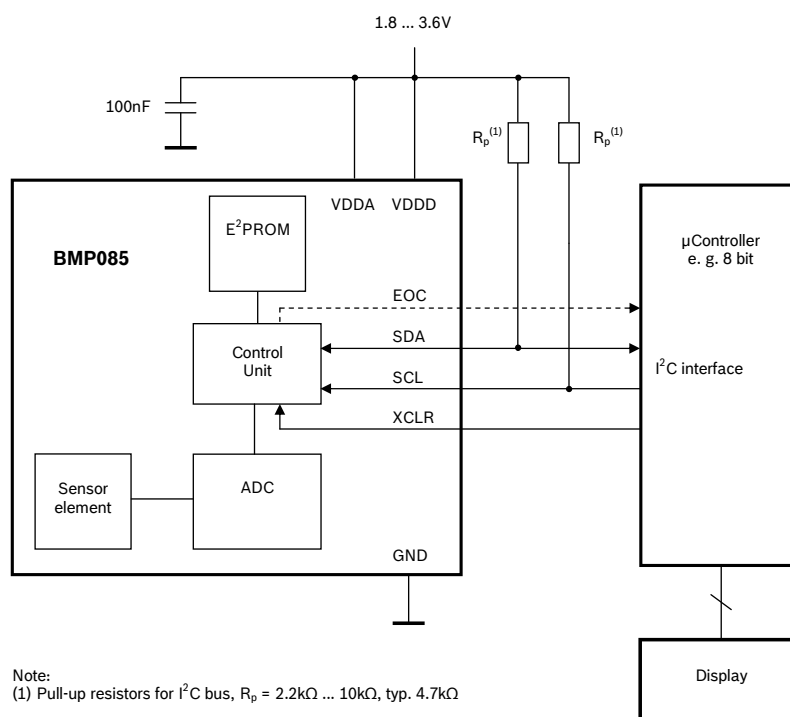 1.8 ... 3.6V
100nF
Rp(1)
Rp(1)
VDDA
VDDD
E²PROM
BMP085
µController
e. g. 8 bit
EOC
SDA
Control
Unit
I²C interface
SCL
XCLR
Sensor
element
ADC
GND
Display
Note:
(1) Pull-up resistors for I²C bus, Rp = 2.2kΩ ... 10kΩ, typ. 4.7kΩ